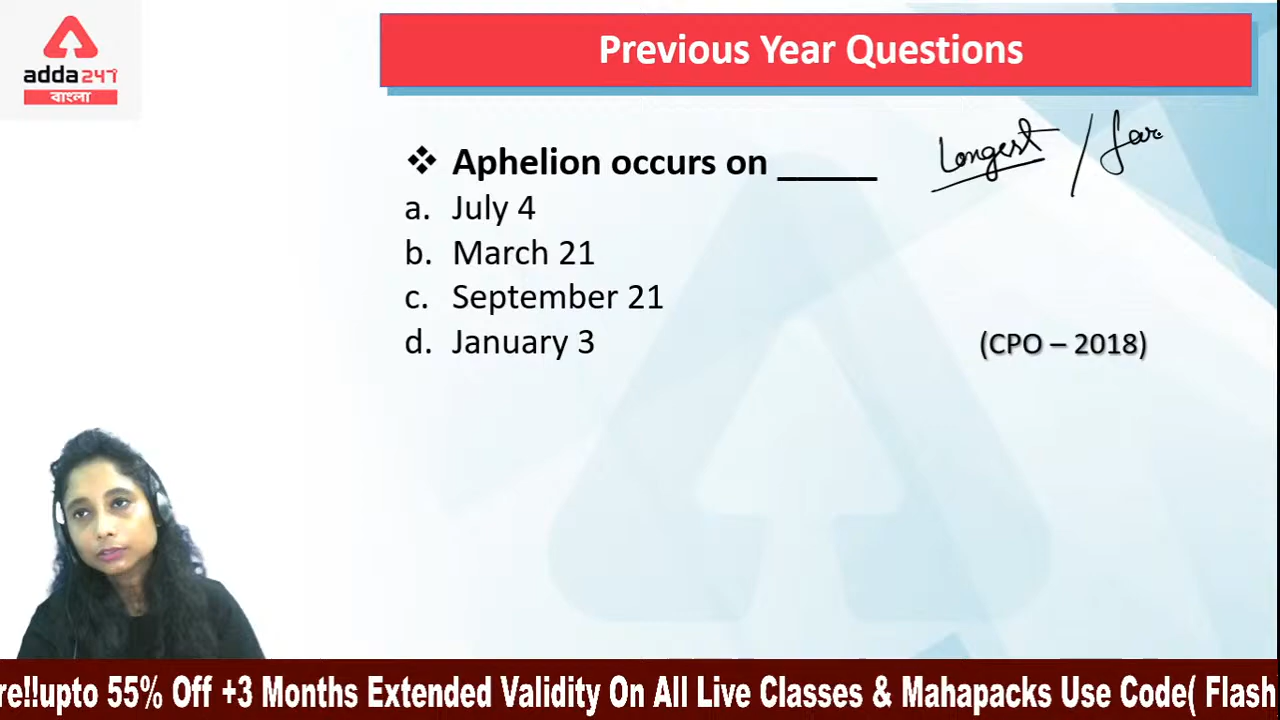 adda247
বাংলা
Previous Year Questions
Longest / far
❖ Aphelion occurs on _____
a. July 4
b. March 21
c. September 21
d. January 3
(CPO – 2018)
re!!upto 55% Off +3 Months Extended Validity On All Live Classes & Mahapacks Use Code( Flash